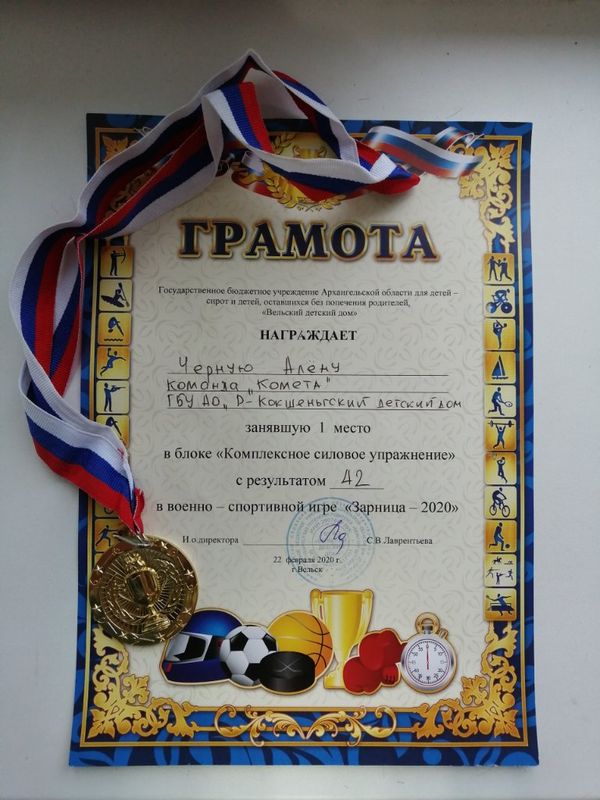 ГРАМОТА
Государственное бюджетное учреждение Архангельской области для детей –
сирот и детей, оставшихся без попечения родителей,
«Вельский детский дом»
НАГРАЖДАЕТ
Черную Алёну
команда „Комета"
ГБУ АО „Р-Кокшеньгский детский дом
занявшую 1 место
в блоке «Комплексное силовое упражнение»
с результатом 42
в военно – спортивной игре «Зарница – 2020»
И.о.директора С.В.Лаврентьева
22 февраля 2020 г.
г.Вельск